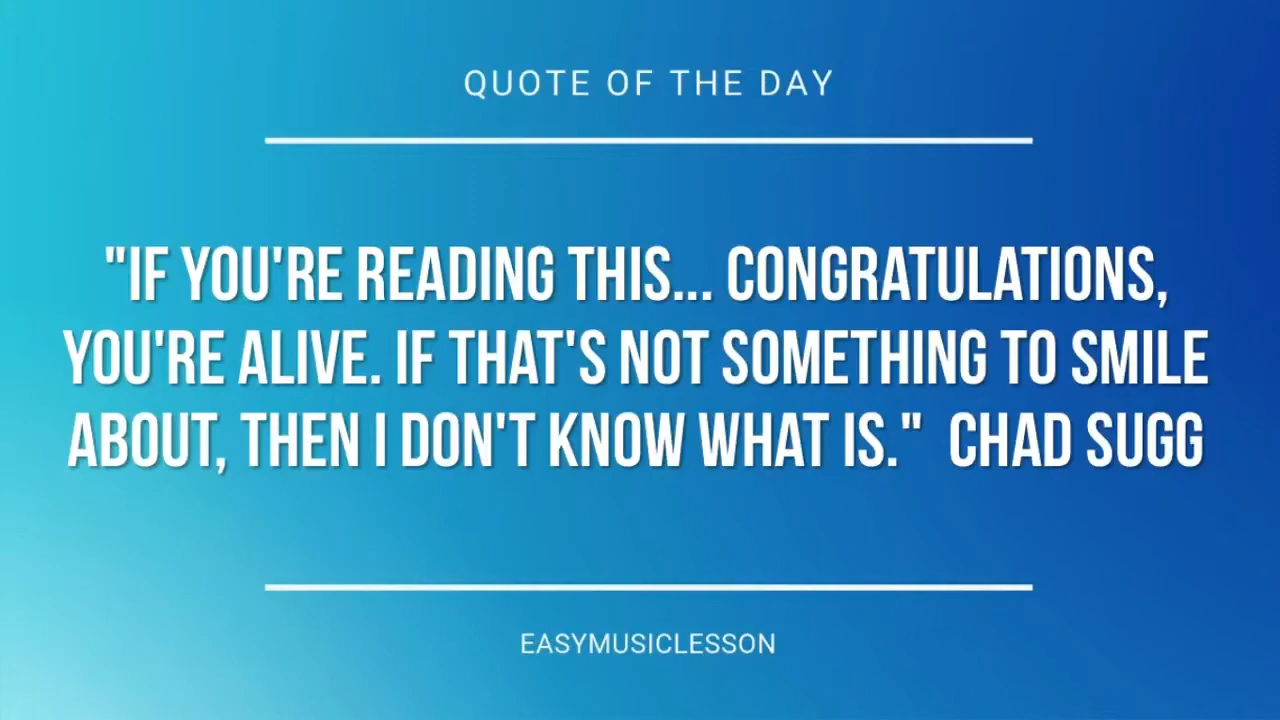 QUOTE OF THE DAY
"IF YOU'RE READING THIS... CONGRATULATIONS,
YOU'RE ALIVE. IF THAT'S NOT SOMETHING TO SMILE
ABOUT, THEN I DON'T KNOW WHAT IS." CHAD SUGG
EASYMUSICLESSON